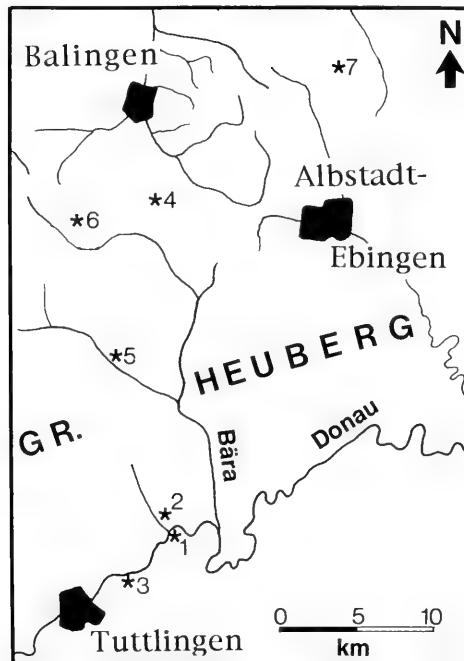 N
*7
Balingen
Albstadt-
*4
*6
Ebingen
HEUBERG
*5
Donau
GR.
Bära
*2
*1
*3
0 5 10
km
Tuttlingen